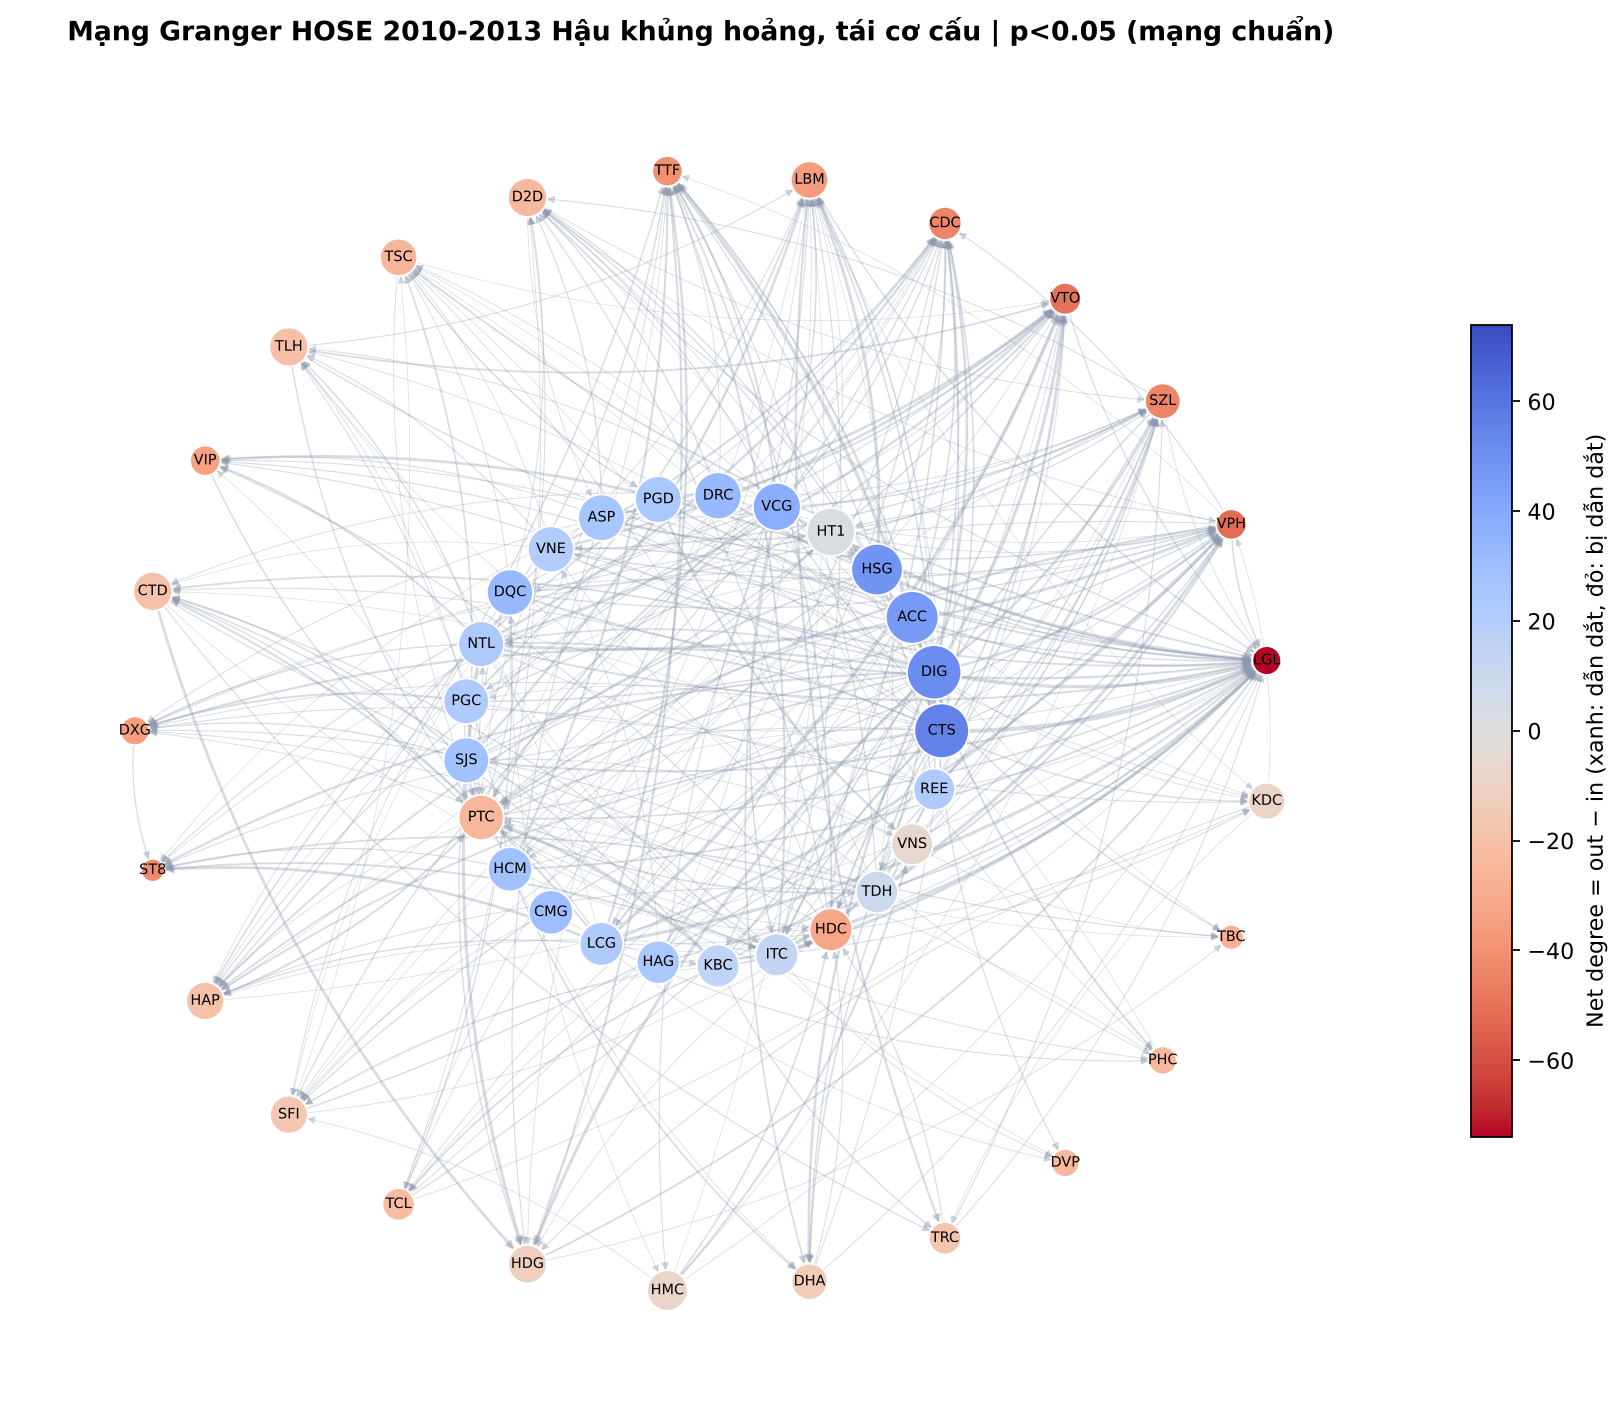 Mạng Granger HOSE 2010-2013 Hậu khủng hoảng, tái cơ cấu | p<0.05 (mạng chuẩn)
TTF
LBM
D2D
CDC
TSC
VTO
TLH
SZL
VIP
VPH
PGD
DRC
VCG
ASP
HT1
VNE
HSG
DQC
CTD
ACC
NTL
LGL
DIG
PGC
CTS
DXG
SJS
REE
KDC
PTC
VNS
HCM
ST8
TDH
CMG
HDC
TBC
LCG
ITC
HAG
KBC
HAP
PHC
SFI
DVP
TCL
TRC
HDG
DHA
HMC
60
40
20
0
−20
−40
−60
Net degree = out − in (xanh: dẫn dắt, đỏ: bị dẫn dắt)